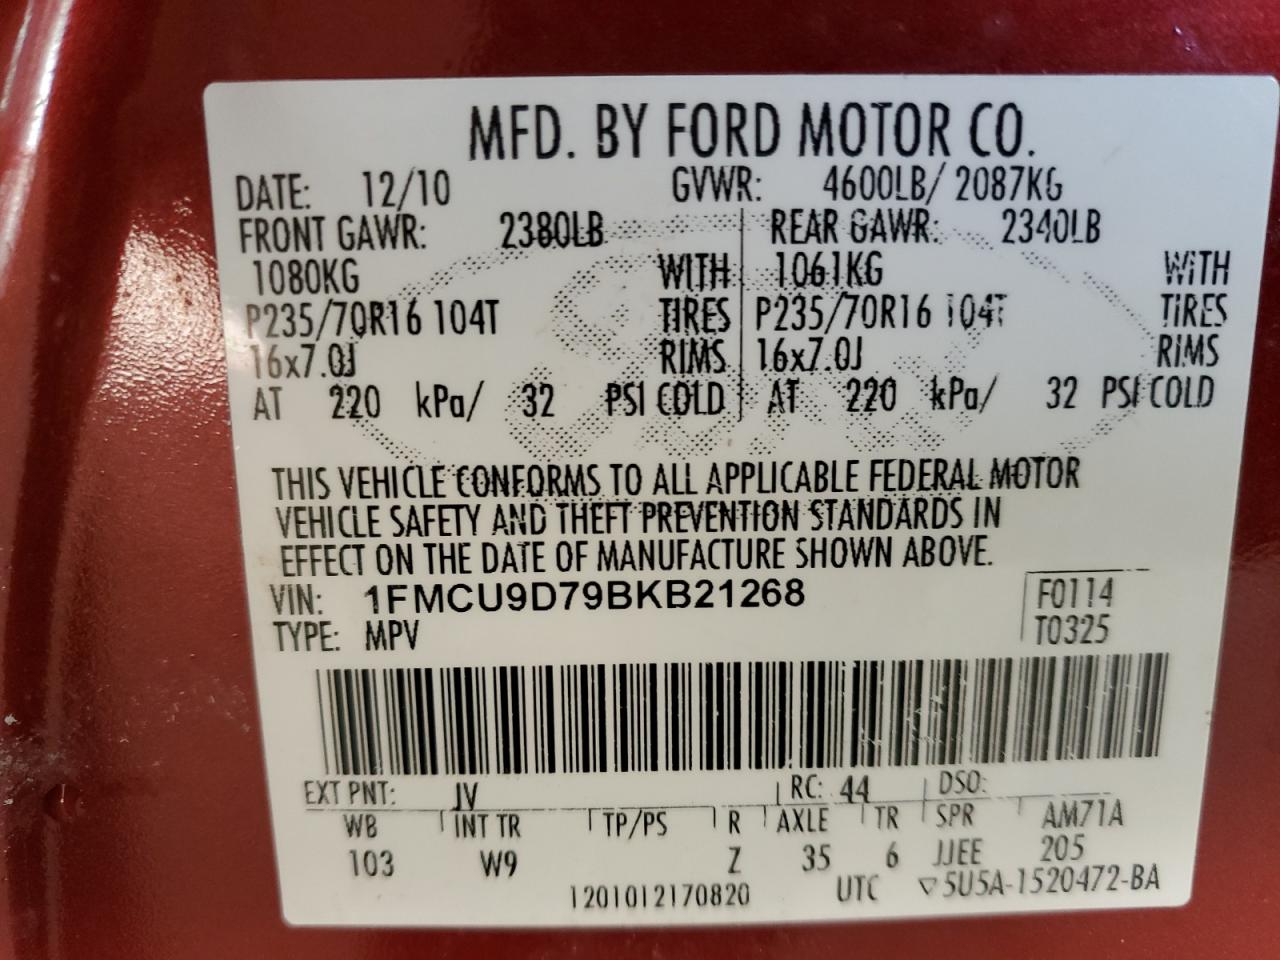 MFD. BY FORD MOTOR CO.
DATE: 12/10 GVWR: 4600LB/ 2087KG
FRONT GAWR: 2380LB REAR GAWR: 2340LB
1080KG WITH 1061KG WITH
P235/70R16 104T TIRES P235/70R16 104T TIRES
16x7.0J RIMS 16x7.0J RIMS
AT 220 kPa/ 32 PSI COLD AT 220 kPa/ 32 PSI COLD
THIS VEHICLE CONFORMS TO ALL APPLICABLE FEDERAL MOTOR
VEHICLE SAFETY AND THEFT PREVENTION STANDARDS IN
EFFECT ON THE DATE OF MANUFACTURE SHOWN ABOVE.
VIN: 1FMCU9D79BKB21268 F0114
TYPE: MPV T0325
EXT PNT: JV RC: 44 DSO:
WB INT TR TP/PS R AXLE TR SPR AM71A
103 W9 Z 35 6 JJEE 205
1201012170820 UTC ▽5U5A-1520472-BA